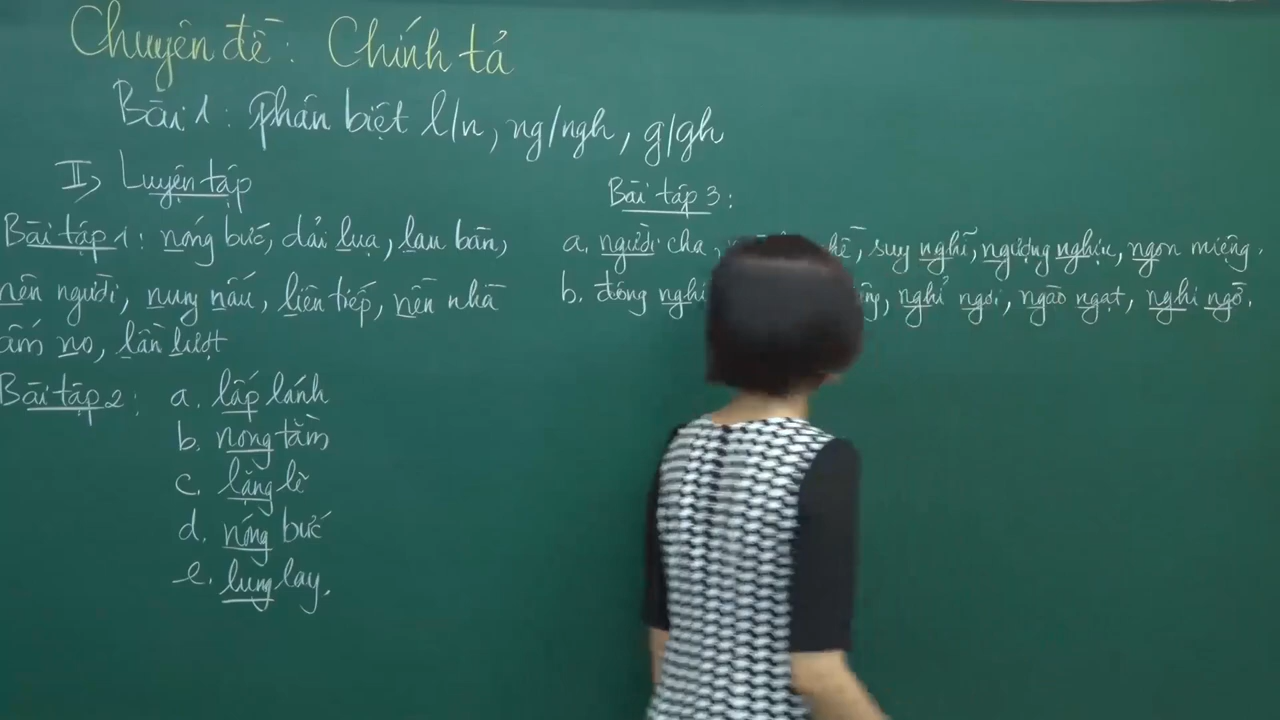 Chuyên đề: Chính tả
Bài 1: Phân biệt l/n, ng/ngh, g/gh
II) Luyện tập
Bài tập 1: nóng bức, dải lụa, lau bàn,
nên người, nung nấu, liên tiếp, nền nhà
ấm no, lần lượt
Bài tập 2: a. lấp lánh
b. nong tằm
c. lặng lẽ
d. nóng bức
e. lung lay.
Bài tập 3:
a. người cha, suy nghĩ, ngượng nghịu, ngon miệng.
b. đóng nghỉ ngơi, ngào ngạt, nghi ngờ.